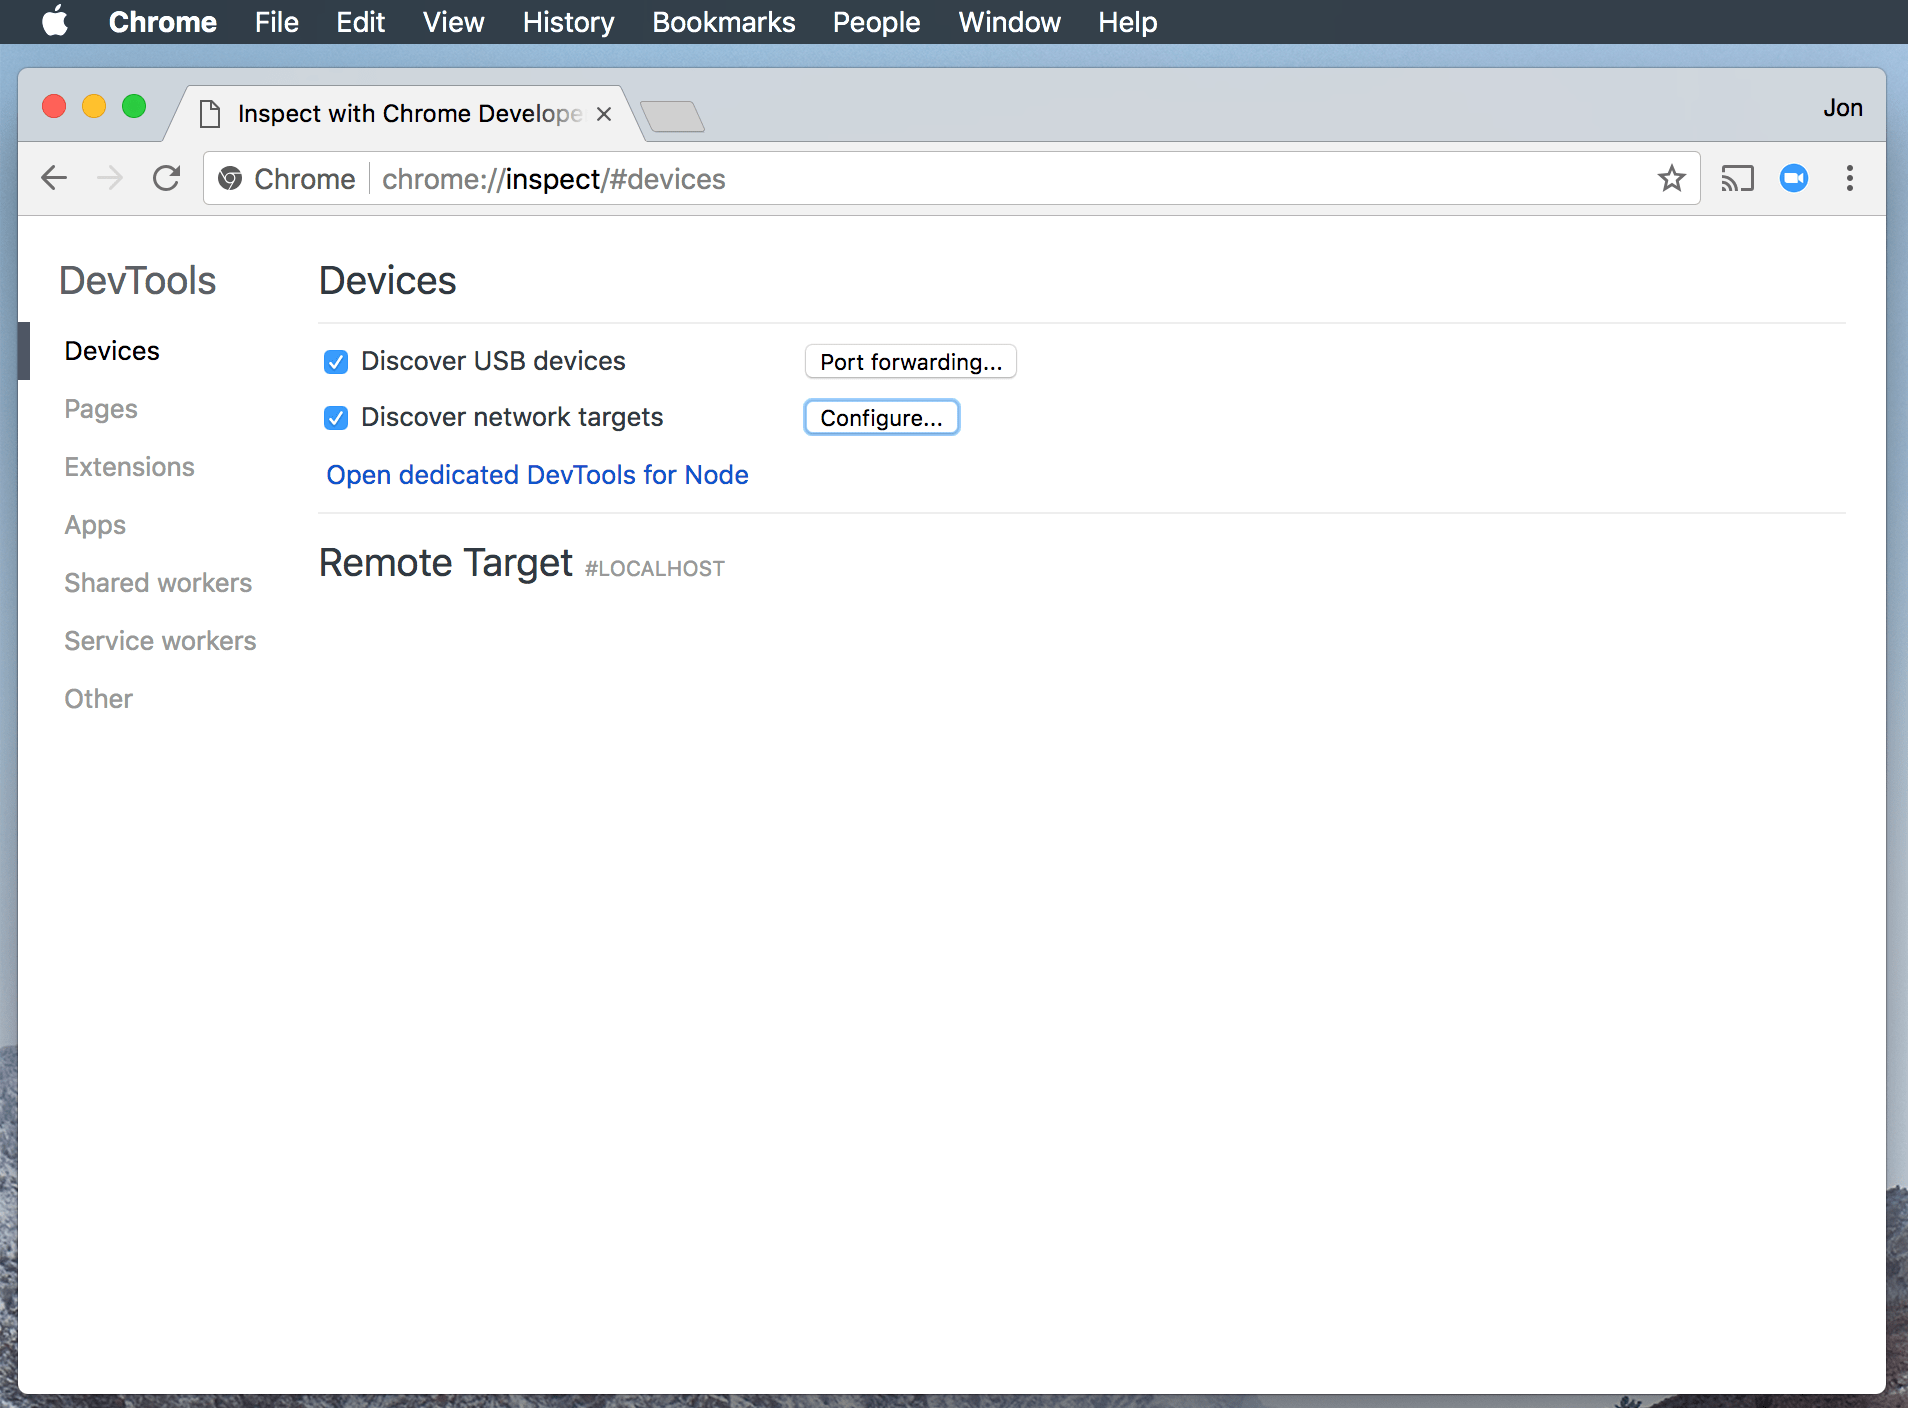 Chrome File Edit View History Bookmarks People Window Help
Inspect with Chrome Develope
Jon
Chrome chrome://inspect/#devices
DevTools
Devices
Pages
Extensions
Apps
Shared workers
Service workers
Other
Devices
Discover USB devices Port forwarding...
Discover network targets Configure...
Open dedicated DevTools for Node
Remote Target #LOCALHOST